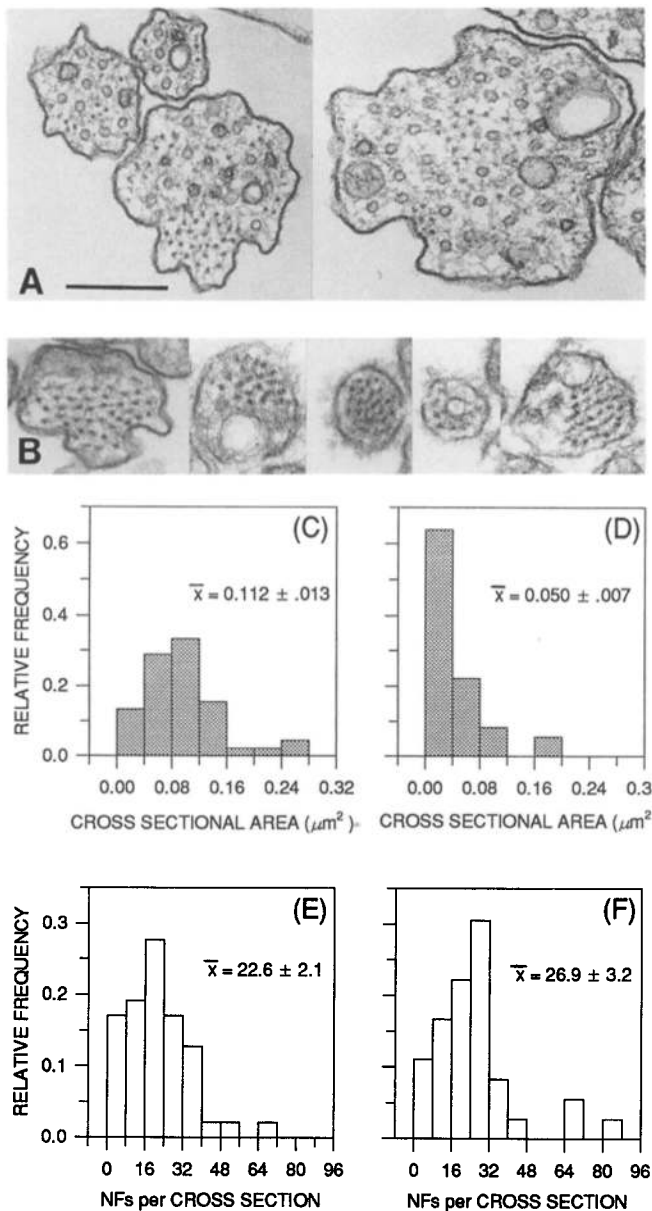 A
B
(C)
(D)
RELATIVE FREQUENCY
0.6
0.4
0.2
0.0
x̄ = 0.112 ± .013
x̄ = 0.050 ± .007
0.00 0.08 0.16 0.24 0.32
0.00 0.08 0.16 0.24 0.3
CROSS SECTIONAL AREA (μm²)
CROSS SECTIONAL AREA (μm²
(E)
(F)
RELATIVE FREQUENCY
0.3
0.2
0.1
0.0
x̄ = 22.6 ± 2.1
x̄ = 26.9 ± 3.2
0 16 32 48 64 80 96
0 16 32 48 64 80 96
NFs per CROSS SECTION
NFs per CROSS SECTION